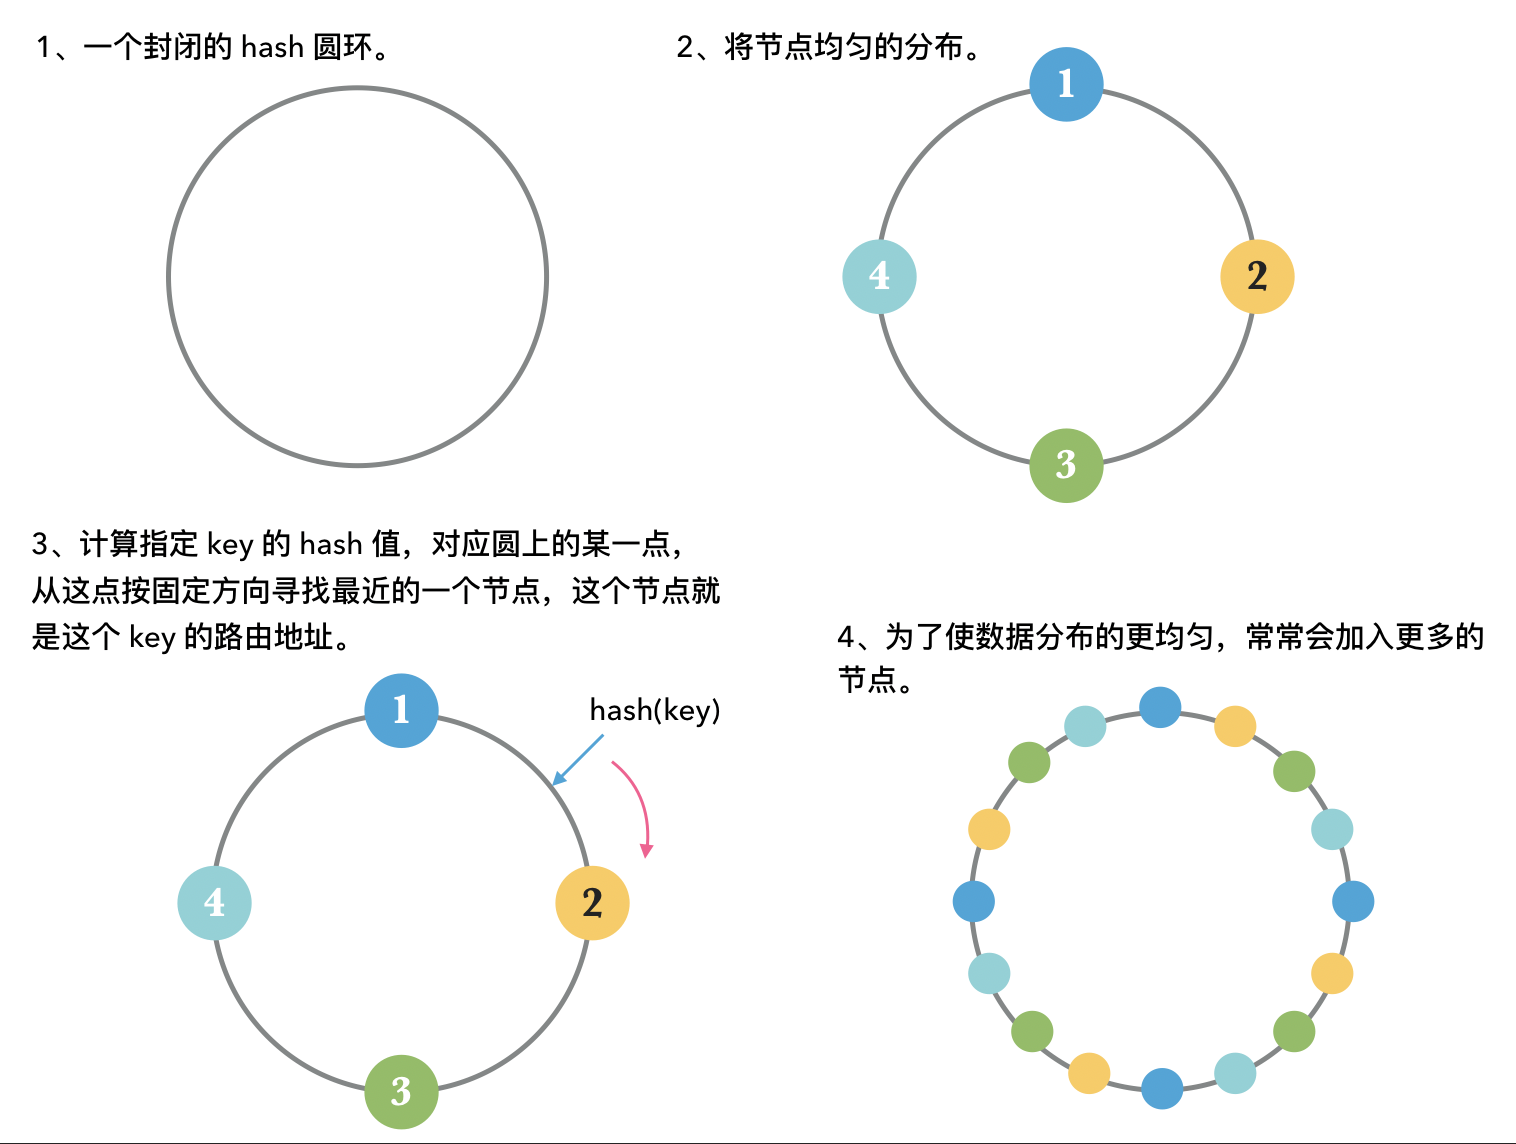 1、一个封闭的 hash 圆环。
2、将节点均匀的分布。
1
4
2
3
3、计算指定 key 的 hash 值，对应圆上的某一点，
从这点按固定方向寻找最近的一个节点，这个节点就
是这个 key 的路由地址。
1
hash(key)
4
2
3
4、为了使数据分布的更均匀，常常会加入更多的
节点。